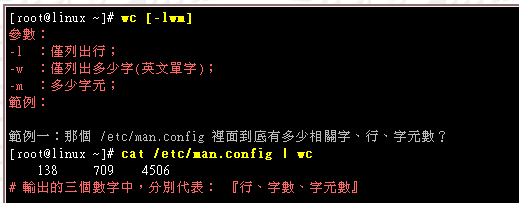 [root@linux ~]# wc [-lwm]
參數：
-l  ：僅列出行；
-w  ：僅列出多少字(英文單字)；
-m  ：多少字元；
範例：
範例一：那個 /etc/man.config 裡面到底有多少相關字、行、字元數？
[root@linux ~]# cat /etc/man.config | wc
    138     709    4506
# 輸出的三個數字中，分別代表： 『行、字數、字元數』